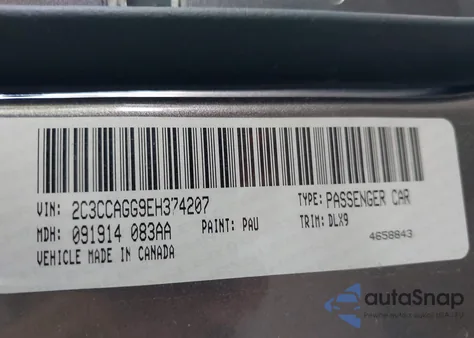 VIN: 2C3CCAGG9EH374207 TYPE: PASSENGER CAR
MDH: 091914 083AA PAINT: PAU TRIM: DLX9
VEHICLE MADE IN CANADA 4658843
autoSnap